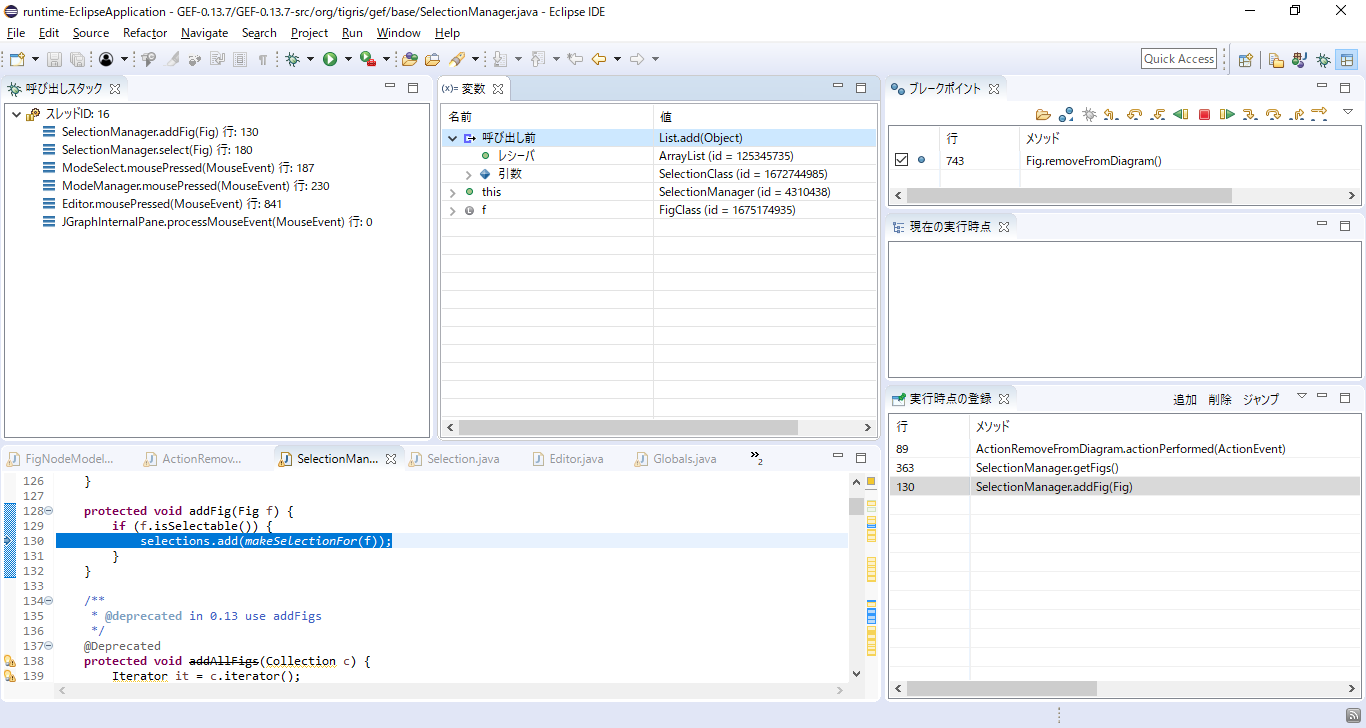 runtime-EclipseApplication - GEF-0.13.7/GEF-0.13.7-src/org/tigris/gef/base/SelectionManager.java - Eclipse IDE
File Edit Source Refactor Navigate Search Project Run Window Help
Quick Access
呼び出しスタック
スレッドID: 16
SelectionManager.addFig(Fig) 行: 130
SelectionManager.select(Fig) 行: 180
ModeSelect.mousePressed(MouseEvent) 行: 187
ModeManager.mousePressed(MouseEvent) 行: 230
Editor.mousePressed(MouseEvent) 行: 841
JGraphInternalPane.processMouseEvent(MouseEvent) 行: 0
(x)= 変数
名前 値
呼び出し前 List.add(Object)
レシーバ ArrayList (id = 125345735)
引数 SelectionClass (id = 1672744985)
this SelectionManager (id = 4310438)
f FigClass (id = 1675174935)
ブレークポイント
行 メソッド
743 Fig.removeFromDiagram()
現在の実行時点
実行時点の登録 追加 削除 ジャンプ
行 メソッド
89 ActionRemoveFromDiagram.actionPerformed(ActionEvent)
363 SelectionManager.getFigs()
130 SelectionManager.addFig(Fig)
FigNodeModel... ActionRemov... SelectionMan... Selection.java Editor.java Globals.java »2
126 }
127
128 protected void addFig(Fig f) {
129 if (f.isSelectable()) {
130 selections.add(makeSelectionFor(f));
131 }
132 }
133
134 /**
135 * @deprecated in 0.13 use addFigs
136 */
137 @Deprecated
138 protected void addAllFigs(Collection c) {
139 Iterator it = c.iterator();